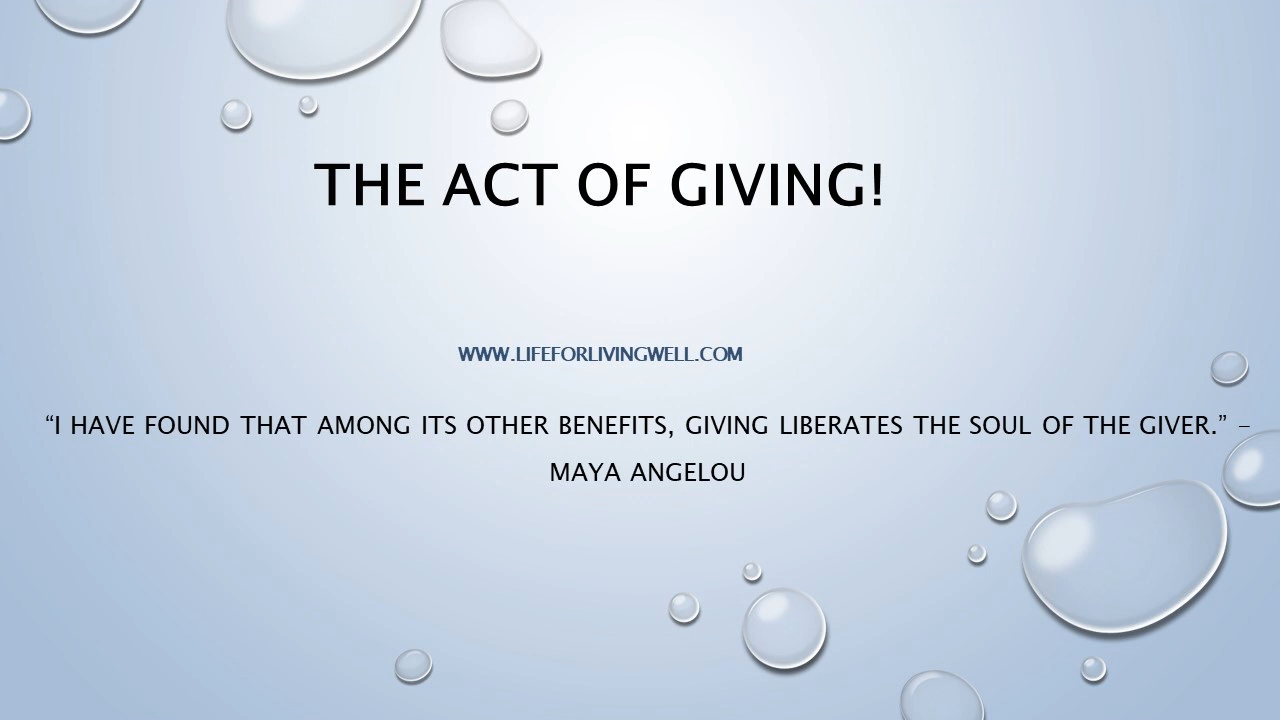 THE ACT OF GIVING!
WWW.LIFEFORLIVINGWELL.COM
“I HAVE FOUND THAT AMONG ITS OTHER BENEFITS, GIVING LIBERATES THE SOUL OF THE GIVER.” –
MAYA ANGELOU